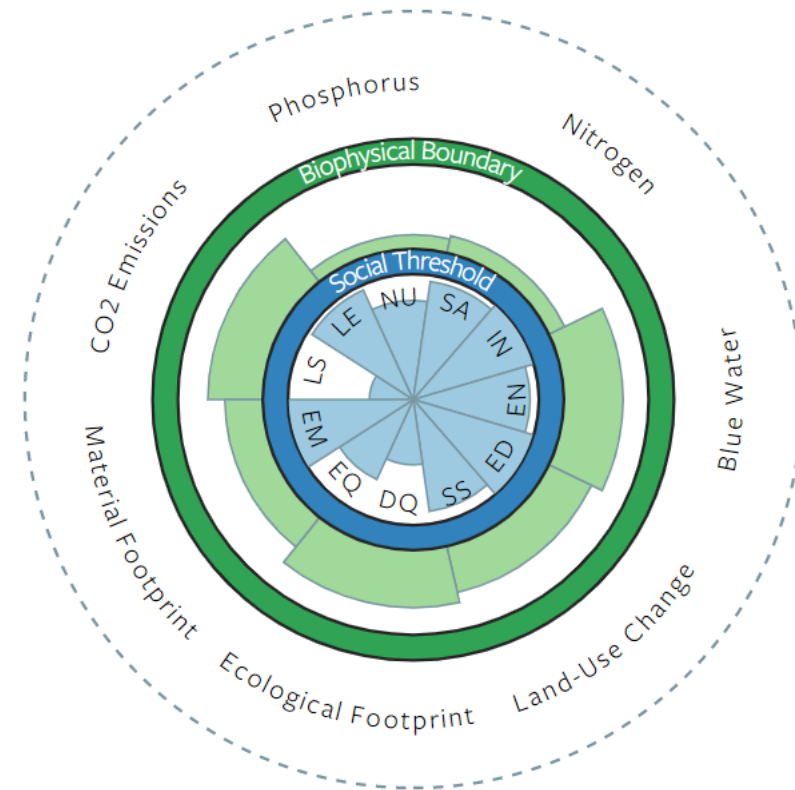 Phosphorus
Nitrogen
Blue Water
Land-Use Change
Ecological Footprint
Material Footprint
CO2 Emissions
Biophysical Boundary
Social Threshold
NU
SA
IN
EN
ED
SS
DQ
EQ
EM
LS
LE